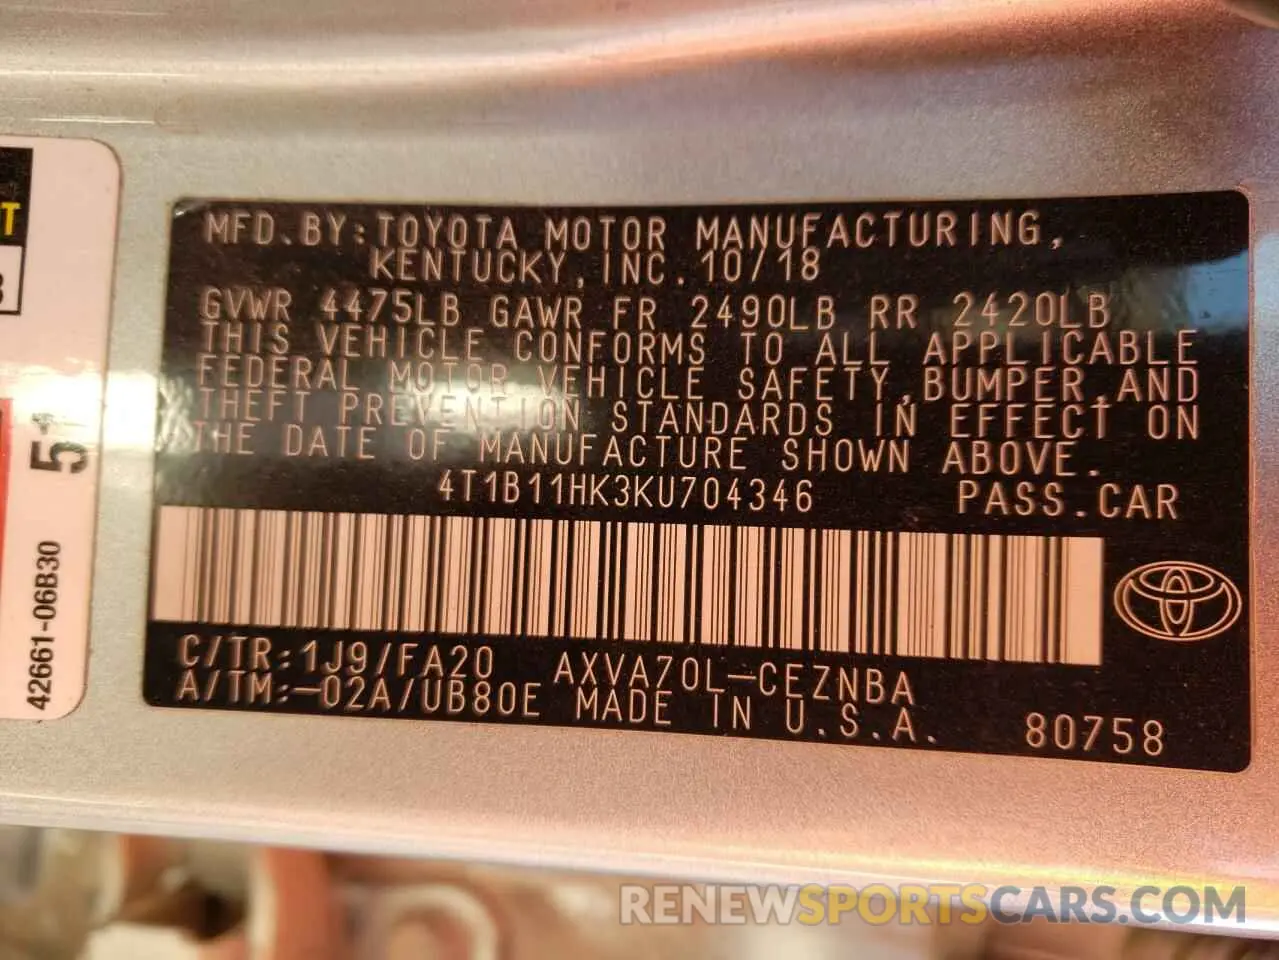 MFD.BY:TOYOTA MOTOR MANUFACTURING,
KENTUCKY,INC. 10/18
GVWR 4475LB GAWR FR 2490LB RR 2420LB
THIS VEHICLE CONFORMS TO ALL APPLICABLE
FEDERAL MOTOR VEHICLE SAFETY,BUMPER,AND
THEFT PREVENTION STANDARDS IN EFFECT ON
THE DATE OF MANUFACTURE SHOWN ABOVE.
4T1B11HK3KU704346 PASS.CAR
C/TR:1J9/FA20 AXVA70L-CEZNBA
A/TM:-02A/UB80E MADE IN U.S.A. 80758
42661-06B30
RENEWSPORTSCARS.COM